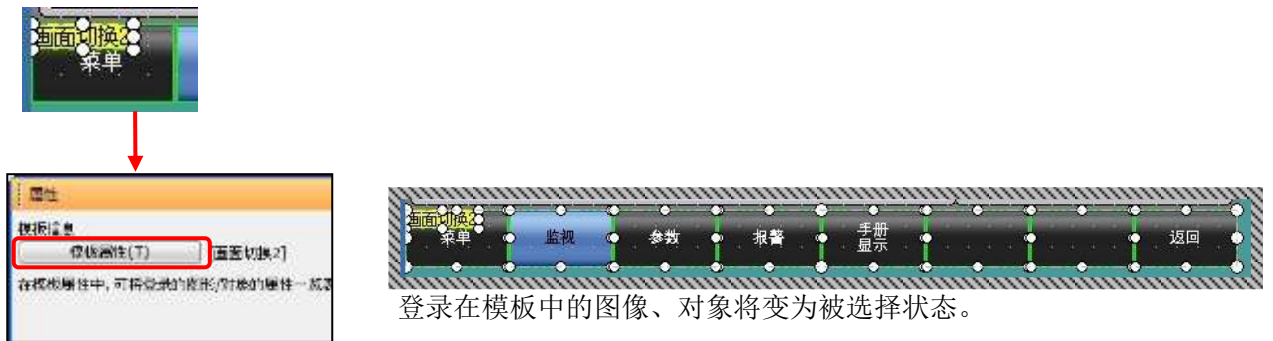 画面切换2
菜单
属性
模板信息
模板属性(T) [画面切换2]
在模板属性中,可将登录的图形/对象的属性一览表
画面切换2
菜单 监视 参数 报警 手册显示 返回
登录在模板中的图像、对象将变为被选择状态。